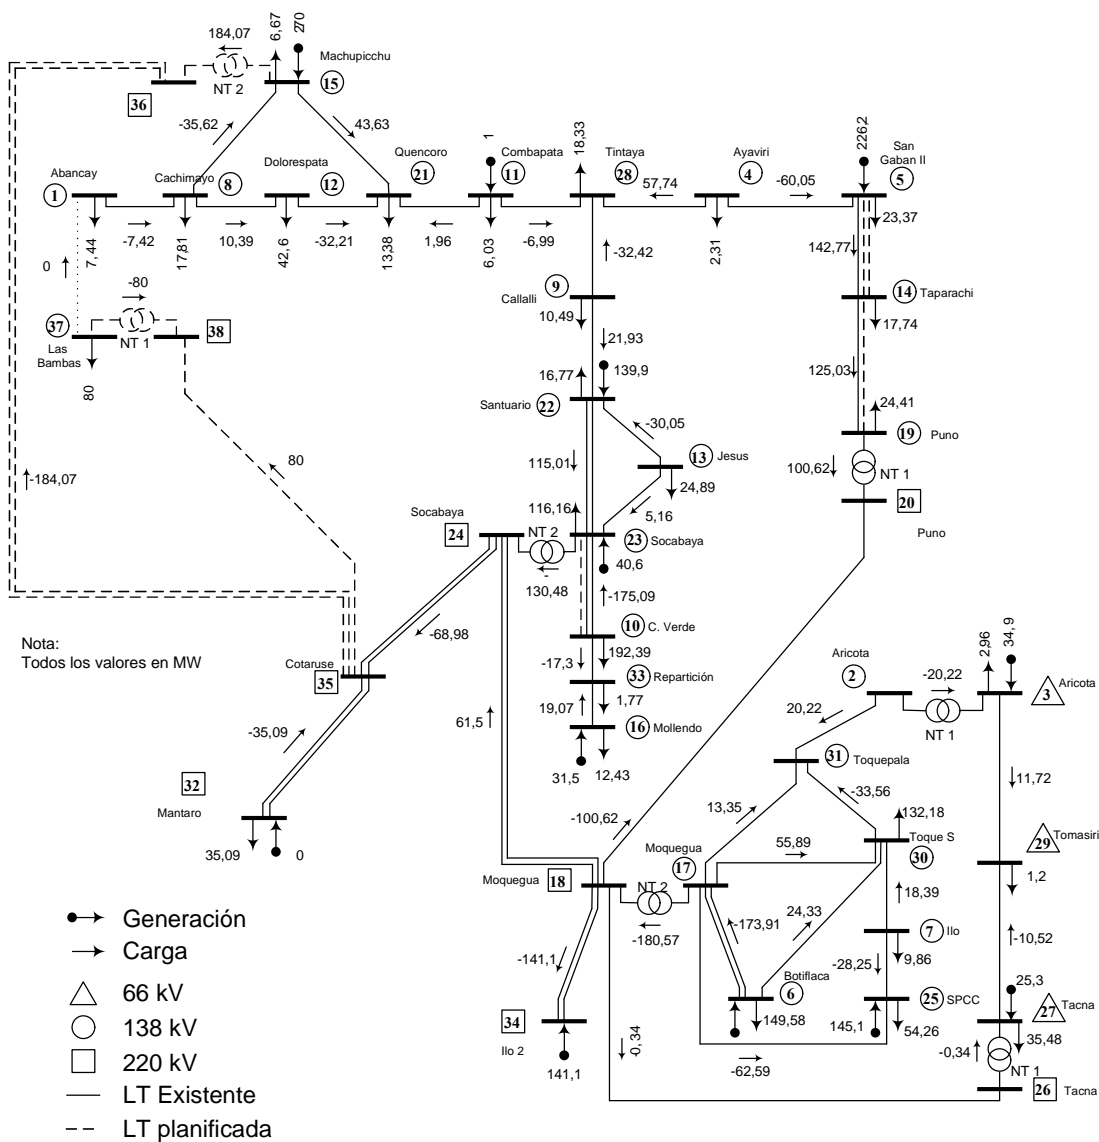 6,67
270
184,07
Machupicchu
15
NT 2
36
-35,62
43,63
1
18,33
226,2
Abancay
1
Cachimayo
8
Dolorespata
12
Quencoro
21
Combapata
11
Tintaya
28
Ayaviri
4
San
Gaban II
5
57,74
-60,05
23,37
7,44
-7,42
17,81
10,39
42,6
-32,21
13,38
1,96
6,03
-6,99
-32,42
2,31
142,77
0
-80
9
Callalli
10,49
14
Taparachi
17,74
37
Las
Bambas
NT 1
38
80
21,93
139,9
16,77
Santuario
22
125,03
24,41
19
Puno
-30,05
13
Jesus
24,89
115,01
5,16
100,62
NT 1
20
Puno
80
-184,07
116,16
Socabaya
24
NT 2
23
Socabaya
40,6
-
130,48
-175,09
10
C. Verde
192,39
-68,98
Nota:
Todos los valores en MW
Cotaruse
35
-17,3
33
Repartición
1,77
19,07
16
Mollendo
31,5
12,43
61,5
-35,09
32
Mantaro
35,09
0
Aricota
2
-20,22
NT 1
2,96
34,9
3
Aricota
20,22
31
Toquepala
11,72
-33,56
132,18
13,35
-100,62
55,89
Toque S
30
29
Tomasiri
1,2
Moquegua
18
NT 2
Moquegua
17
-180,57
-173,91
24,33
18,39
7
Ilo
9,86
-10,52
-141,1
-28,25
Botiflaca
6
149,58
25
SPCC
145,1
54,26
25,3
27
Tacna
35,48
34
Ilo 2
141,1
-0,34
-62,59
-0,34
NT 1
26
Tacna
Generación
Carga
66 kV
138 kV
220 kV
LT Existente
LT planificada